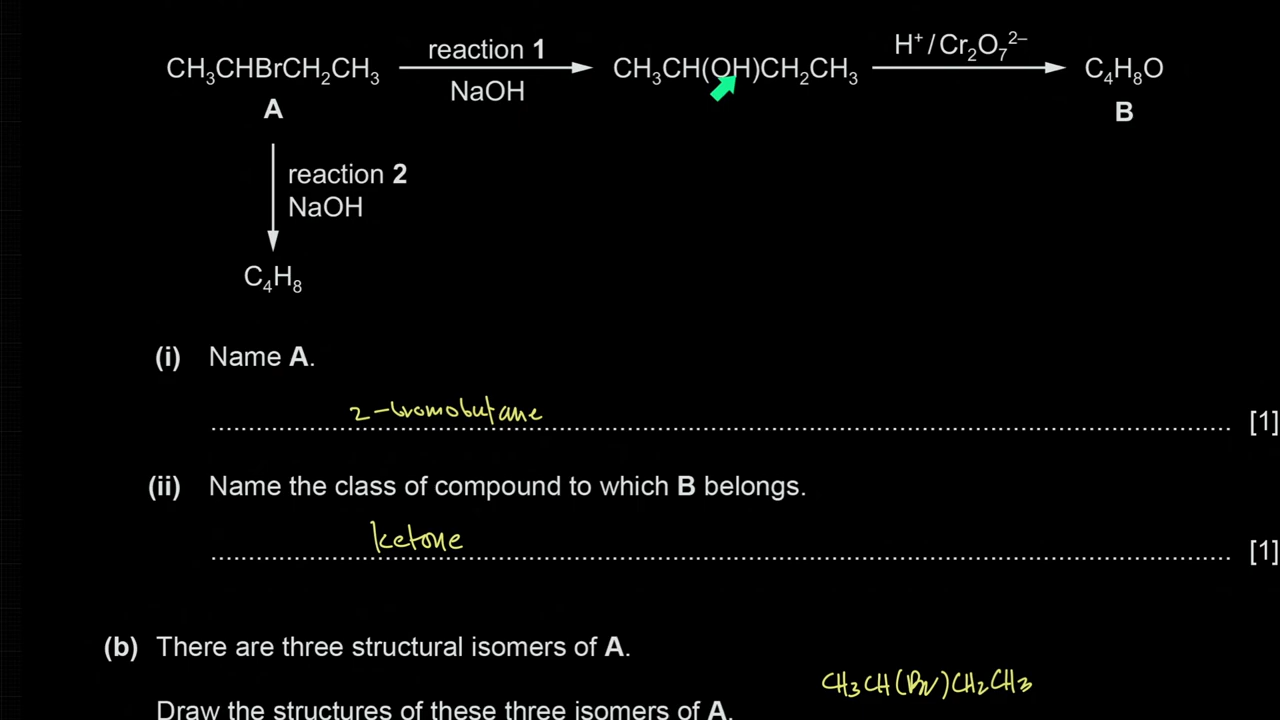 CH₃CHBrCH₂CH₃ reaction 1 CH₃CH(OH)CH₂CH₃ H⁺/Cr₂O₇²⁻ C₄H₈O
NaOH
A B
reaction 2
NaOH
C₄H₈
(i) Name A.
2-bromobutane
[1]
(ii) Name the class of compound to which B belongs.
ketone
[1]
(b) There are three structural isomers of A.
CH₃CH(Br)CH₂CH₃
Draw the structures of these three isomers of A.